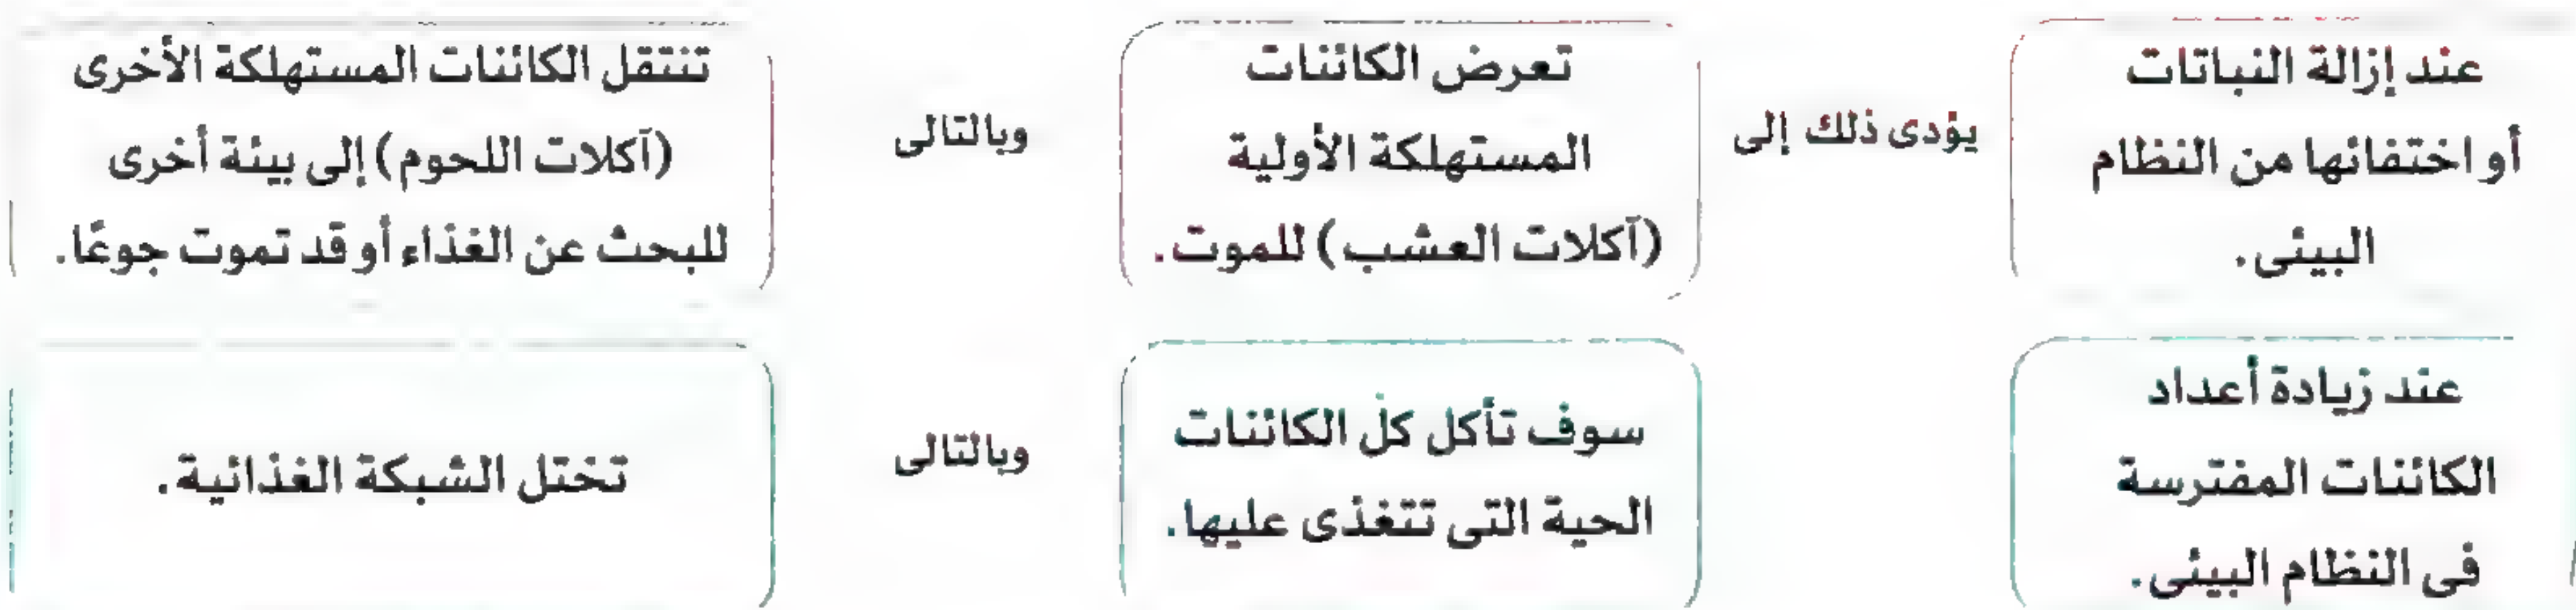 عند إزالة النباتات
أو اختفائها من النظام
البيئى.
يؤدى ذلك إلى
تعرض الكائنات
المستهلكة الأولية
(آكلات العشب) للموت.
وبالتالى
تنتقل الكائنات المستهلكة الأخرى
(آكلات اللحوم) إلى بيئة أخرى
للبحث عن الغذاء أو قد تموت جوعًا.
عند زيادة أعداد
الكائنات المفترسة
فى النظام البيئى.
سوف تأكل كل الكائنات
الحية التى تتغذى عليها.
وبالتالى
تختل الشبكة الغذائية.